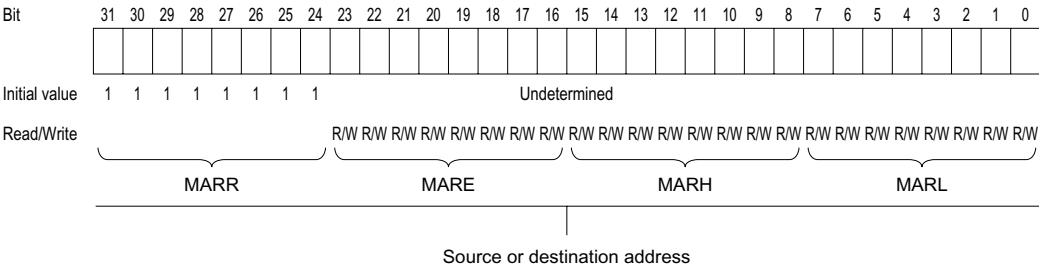 Bit 31 30 29 28 27 26 25 24 23 22 21 20 19 18 17 16 15 14 13 12 11 10 9 8 7 6 5 4 3 2 1 0
Initial value 1 1 1 1 1 1 1 1 Undetermined
Read/Write R/W R/W R/W R/W R/W R/W R/W R/W R/W R/W R/W R/W R/W R/W R/W R/W R/W R/W R/W R/W R/W R/W R/W R/W
MARR MARE MARH MARL
Source or destination address